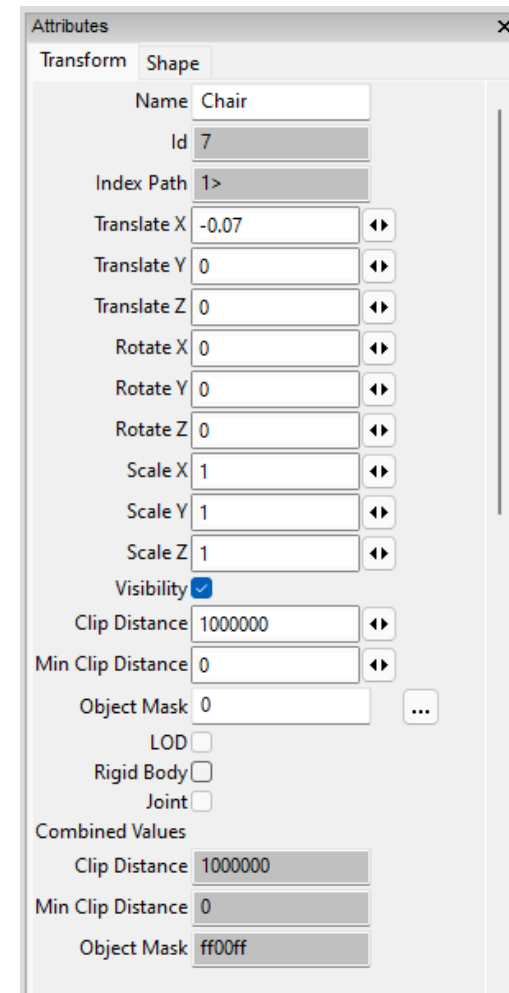 Attributes
Transform Shape
Name Chair
Id 7
Index Path 1>
Translate X -0.07
Translate Y 0
Translate Z 0
Rotate X 0
Rotate Y 0
Rotate Z 0
Scale X 1
Scale Y 1
Scale Z 1
Visibility
Clip Distance 1000000
Min Clip Distance 0
Object Mask 0 ...
LOD
Rigid Body
Joint
Combined Values
Clip Distance 1000000
Min Clip Distance 0
Object Mask ff00ff